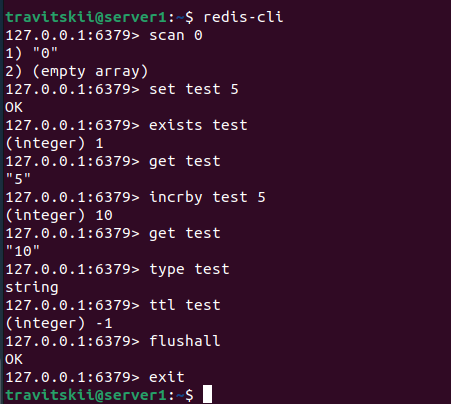 travitskii@server1:~$ redis-cli
127.0.0.1:6379> scan 0
1) "0"
2) (empty array)
127.0.0.1:6379> set test 5
OK
127.0.0.1:6379> exists test
(integer) 1
127.0.0.1:6379> get test
"5"
127.0.0.1:6379> incrby test 5
(integer) 10
127.0.0.1:6379> get test
"10"
127.0.0.1:6379> type test
string
127.0.0.1:6379> ttl test
(integer) -1
127.0.0.1:6379> flushall
OK
127.0.0.1:6379> exit
travitskii@server1:~$